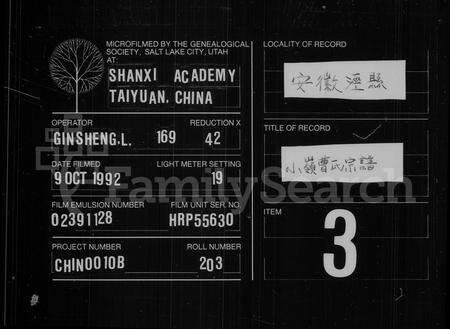 MICROFILMED BY THE GENEALOGICAL
SOCIETY, SALT LAKE CITY, UTAH
AT:
SHANXI ACADEMY
TAIYUAN. CHINA
OPERATOR
REDUCTION X
GINSHENG.L. 169 42
DATE FILMED
LIGHT METER SETTING
9 OCT 1992 19
FILM EMULSION NUMBER
FILM UNIT SER. NO.
02391128 HRP55630
PROJECT NUMBER
ROLL NUMBER
CHIN0010B 203
LOCALITY OF RECORD
安徽涇縣
TITLE OF RECORD
小嶺曹氏宗譜
ITEM
3
FamilySearch